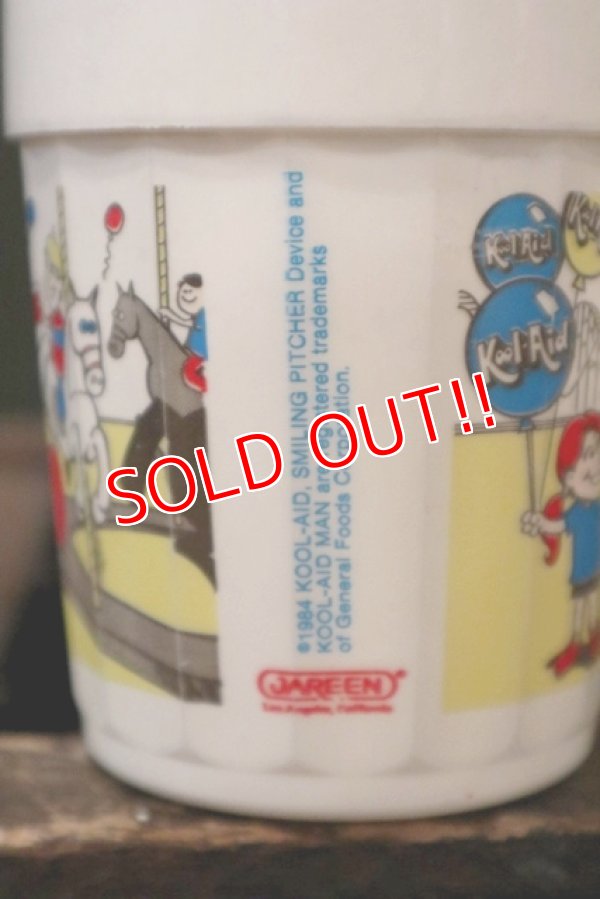 ©1984 KOOL-AID, SMILING PITCHER Device and
KOOL-AID MAN are registered trademarks
of General Foods Corporation.
JAREEN®
Los Angeles, California
Kool-Aid
Kool-Aid
SOLD OUT!!